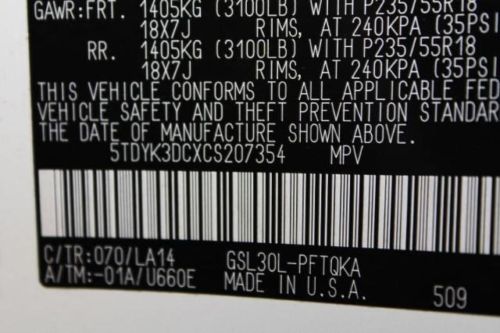 GAWR:FRT. 1405KG (3100LB) WITH P235/55R18
18X7J RIMS, AT 240KPA (35PSI
RR. 1405KG (3100LB) WITH P235/55R18
18X7J RIMS, AT 240KPA (35PSI
THIS VEHICLE CONFORMS TO ALL APPLICABLE FEDE
VEHICLE SAFETY AND THEFT PREVENTION STANDARD
THE DATE OF MANUFACTURE SHOWN ABOVE.
5TDYK3DCXCS207354 MPV
C/TR:070/LA14 GSL30L-PFTQKA
A/TM:-01A/U660E MADE IN U.S.A. 509